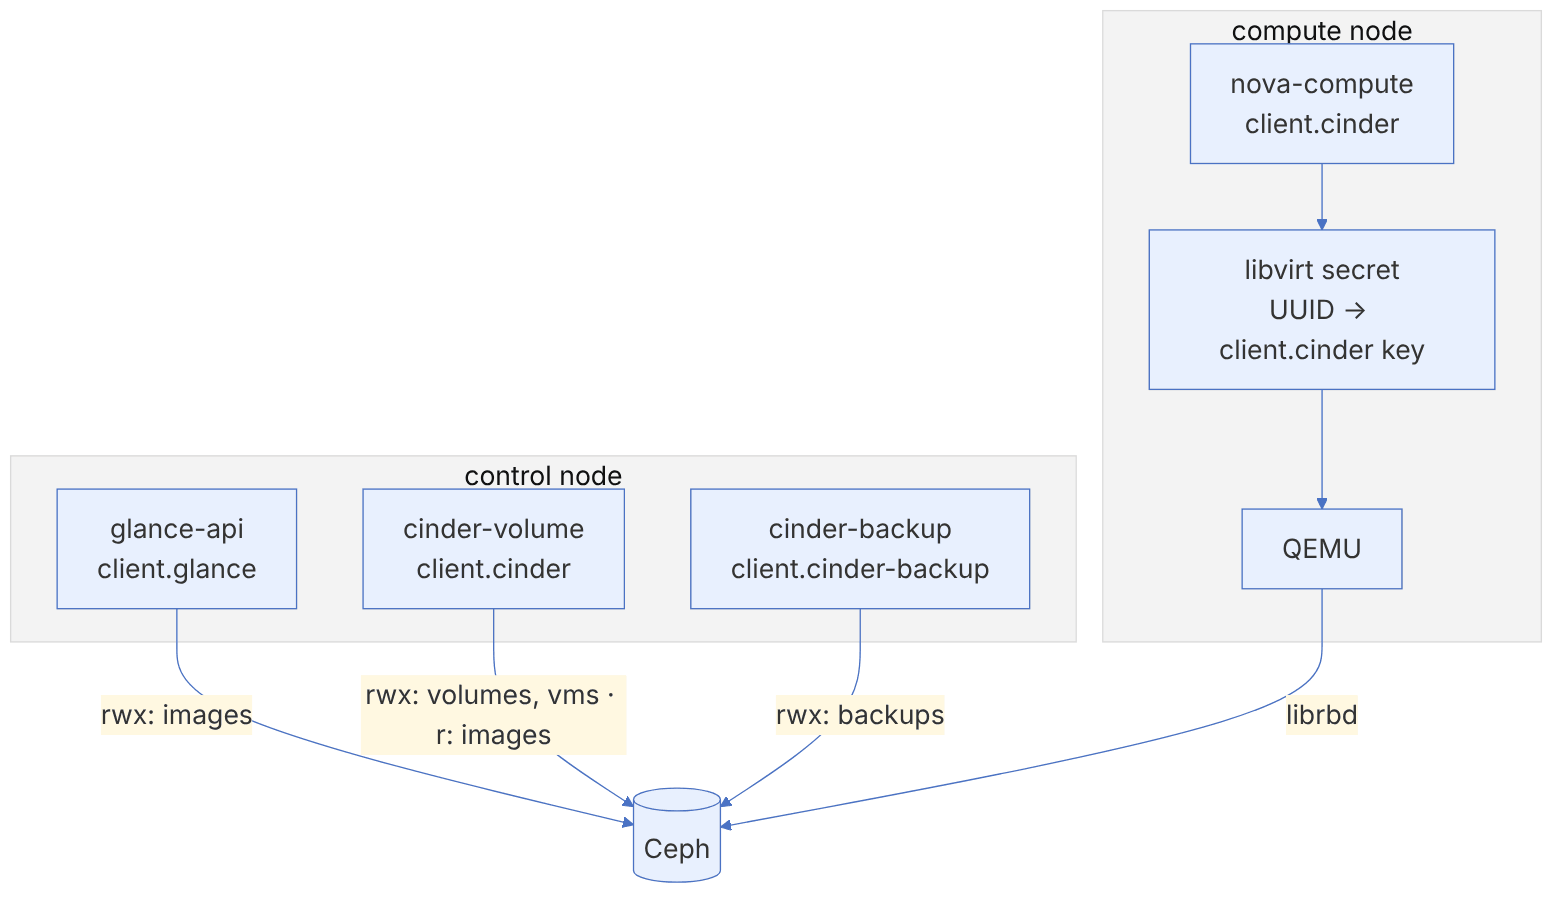 compute node
nova-compute
client.cinder
libvirt secret
UUID →
client.cinder key
control node
glance-api
client.glance
cinder-volume
client.cinder
cinder-backup
client.cinder-backup
QEMU
rwx: images
rwx: volumes, vms ·
r: images
rwx: backups
librbd
Ceph